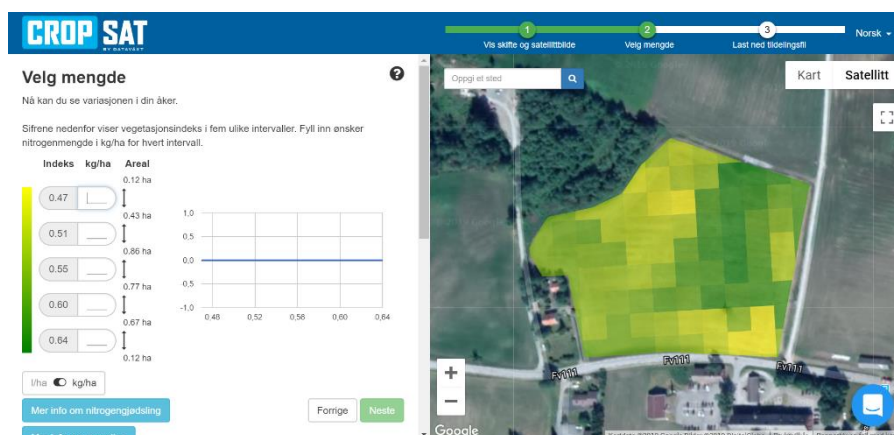 CROP SAT
BY DATAVÄXT
1
2
3
Vis skifte og satellittbilde
Velg mengde
Last ned tildelingsfil
Norsk
Velg mengde
?
Nå kan du se variasjonen i din åker.
Sifrene nedenfor viser vegetasjonsindeks i fem ulike intervaller. Fyll inn ønsker
nitrogenmengde i kg/ha for hvert intervall.
Indeks kg/ha Areal
0.12 ha
0.47
0.43 ha
0.51
0.86 ha
0.55
0.77 ha
0.60
0.67 ha
0.64
0.12 ha
1,0
0,5
0,0
0,5
-1,0
0,48 0,52 0,56 0,60 0,64
l/ha kg/ha
Mer info om nitrogengjødsling
Forrige
Neste
Oppgi et sted
Kart Satellitt
Fv111
Fv111
Fv111
+
−
Google